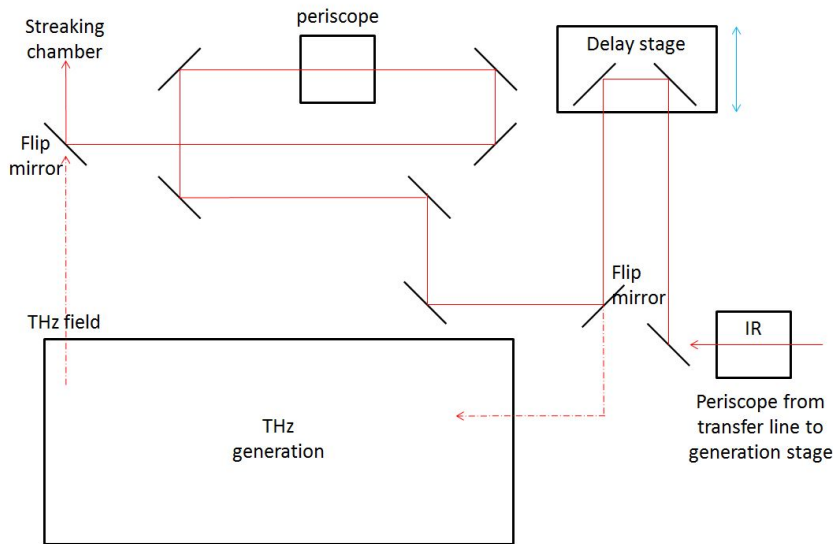 Streaking
chamber
periscope
Delay stage
Flip
mirror
Flip
mirror
THz field
IR
Periscope from
transfer line to
generation stage
THz
generation